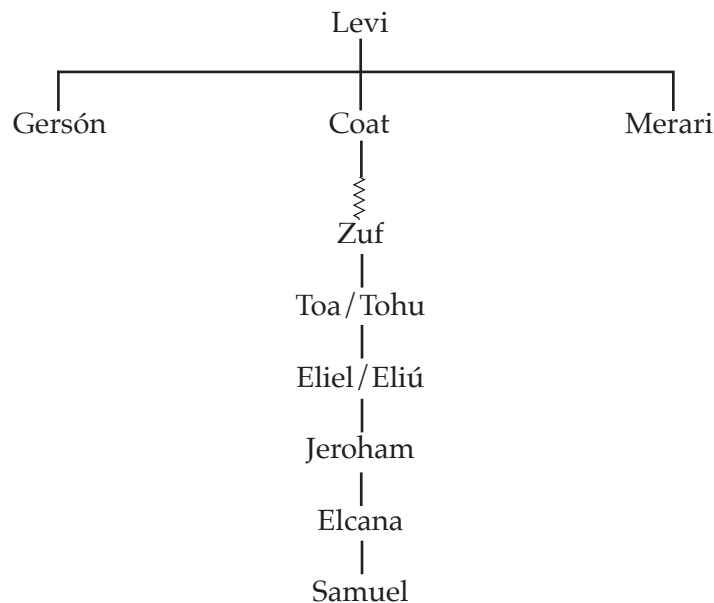 Levi
Gersón Coat Merari
Zuf
Toa/Tohu
Eliel/Eliú
Jeroham
Elcana
Samuel